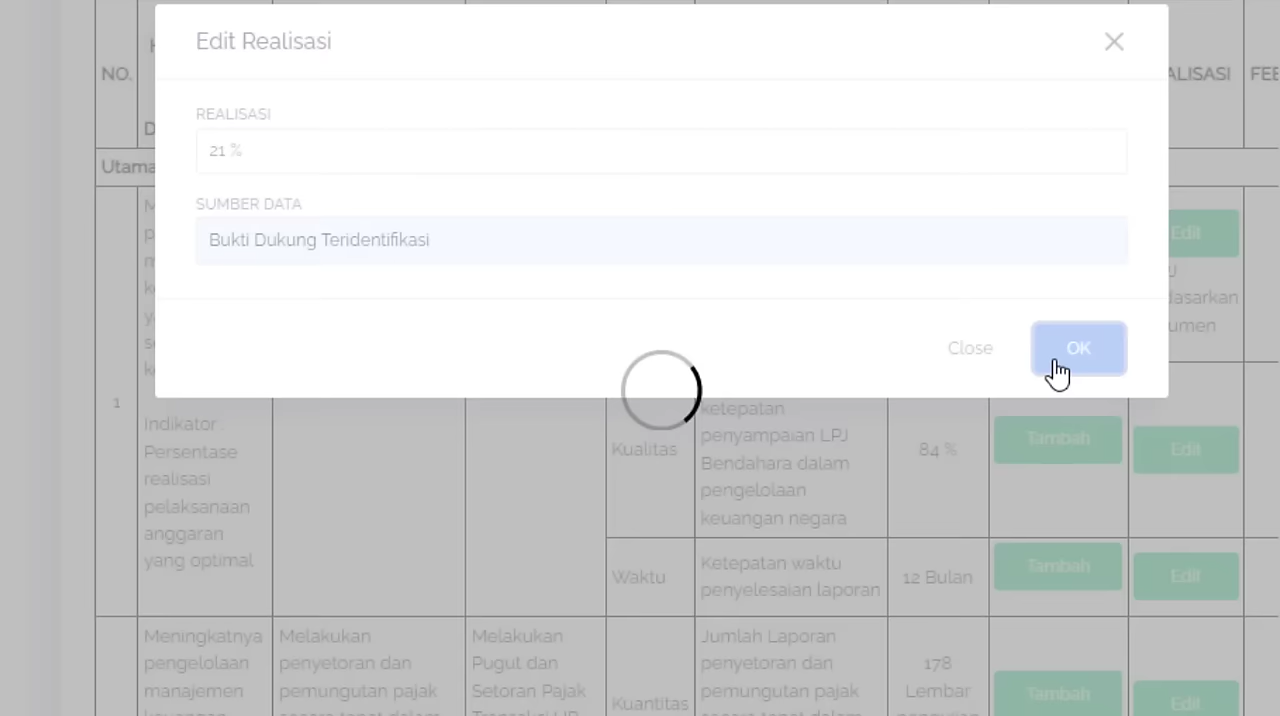 Edit Realisasi
REALISASI
21 %
SUMBER DATA
Bukti Dukung Teridentifikasi
Close
OK
NO.
ALISASI
FEE
Utama
Edit
dasarkan
umen
1
Indikator :
Persentase
realisasi
pelaksanaan
anggaran
yang optimal
Kualitas
ketepatan
penyampaian LPJ
Bendahara dalam
pengelolaan
keuangan negara
84 %
Tambah
Edit
Waktu
Ketepatan waktu
penyelesaian laporan
12 Bulan
Tambah
Edit
Meningkatnya
pengelolaan
manajemen
Melakukan
penyetoran dan
pemungutan pajak
Melakukan
Pugut dan
Setoran Pajak
Kuantitas
Jumlah Laporan
penyetoran dan
pemungutan pajak
178
Lembar
Tambah
Edit